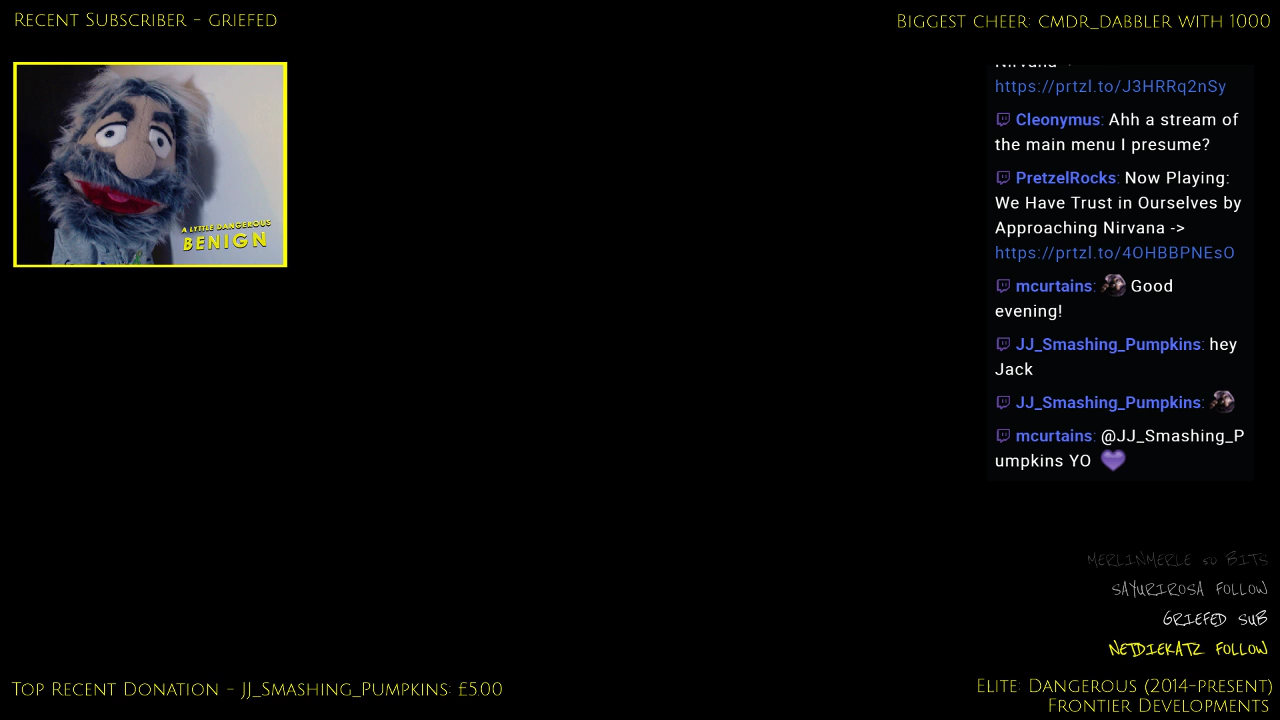 Recent Subscriber - griefed
Biggest cheer: cmdr_dabbler with 1000
A LYTTLE DANGEROUS
BENIGN
https://prtzl.to/J3HRRq2nSy
Cleonymus: Ahh a stream of
the main menu I presume?
PretzelRocks: Now Playing:
We Have Trust in Ourselves by
Approaching Nirvana ->
https://prtzl.to/4OHBBPNEsO
mcurtains: Good
evening!
JJ_Smashing_Pumpkins: hey
Jack
JJ_Smashing_Pumpkins:
mcurtains: @JJ_Smashing_P
umpkins YO
MERLINMERLE 50 BITS
SAYURIROSA FOLLOW
GRIEFED SUB
NETDIEKATZ FOLLOW
Top Recent Donation - JJ_Smashing_Pumpkins: £5.00
Elite: Dangerous (2014-present)
Frontier Developments